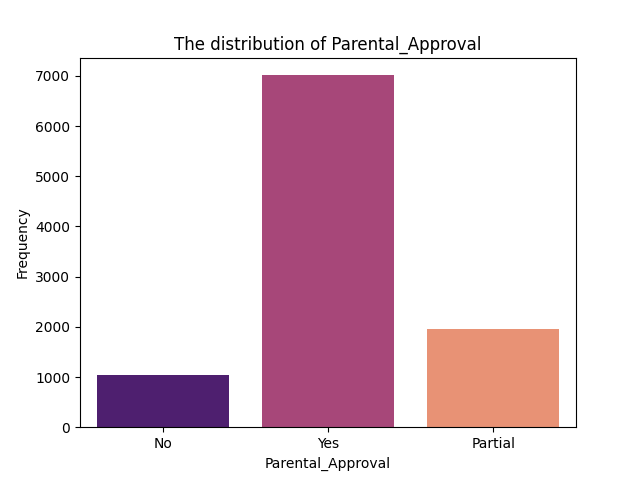 The distribution of Parental_Approval
7000
6000
5000
4000
3000
2000
1000
0
Frequency
No Yes Partial
Parental_Approval